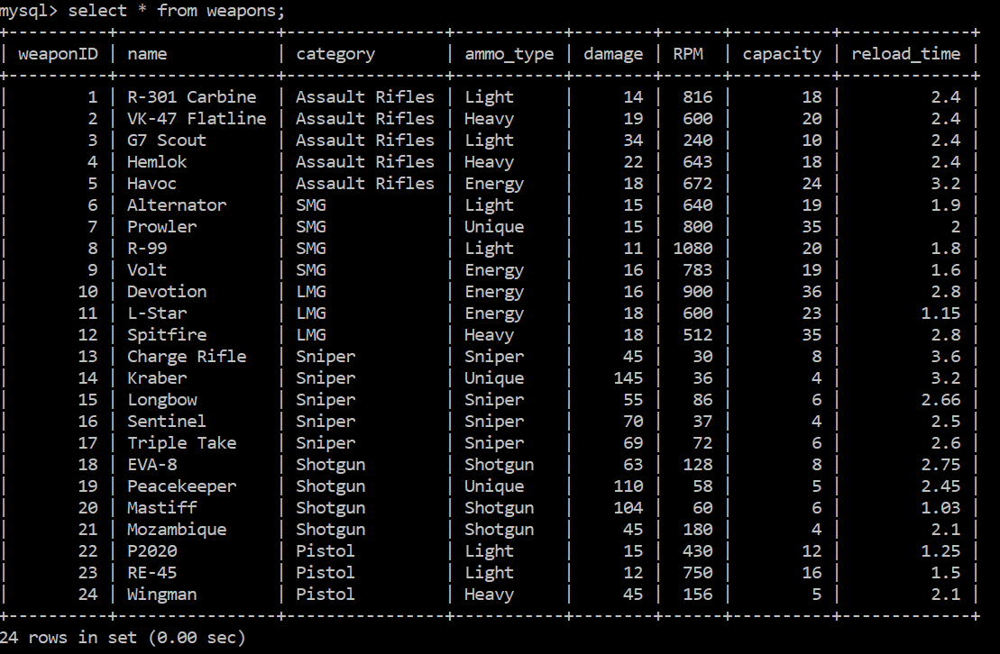 mysql> select * from weapons;
+----------+----------------+-----------------+------------+--------+------+----------+-------------+
| weaponID | name           | category        | ammo_type  | damage | RPM  | capacity | reload_time |
+----------+----------------+-----------------+------------+--------+------+----------+-------------+
|        1 | R-301 Carbine  | Assault Rifles  | Light      |     14 |  816 |       18 |         2.4 |
|        2 | VK-47 Flatline | Assault Rifles  | Heavy      |     19 |  600 |       20 |         2.4 |
|        3 | G7 Scout       | Assault Rifles  | Light      |     34 |  240 |       10 |         2.4 |
|        4 | Hemlok         | Assault Rifles  | Heavy      |     22 |  643 |       18 |         2.4 |
|        5 | Havoc          | Assault Rifles  | Energy     |     18 |  672 |       24 |         3.2 |
|        6 | Alternator     | SMG             | Light      |     15 |  640 |       19 |         1.9 |
|        7 | Prowler        | SMG             | Unique     |     15 |  800 |       35 |           2 |
|        8 | R-99           | SMG             | Light      |     11 | 1080 |       20 |         1.8 |
|        9 | Volt           | SMG             | Energy     |     16 |  783 |       19 |         1.6 |
|       10 | Devotion       | LMG             | Energy     |     16 |  900 |       36 |         2.8 |
|       11 | L-Star         | LMG             | Energy     |     18 |  600 |       23 |        1.15 |
|       12 | Spitfire       | LMG             | Heavy      |     18 |  512 |       35 |         2.8 |
|       13 | Charge Rifle   | Sniper          | Sniper     |     45 |   30 |        8 |         3.6 |
|       14 | Kraber         | Sniper          | Unique     |    145 |   36 |        4 |         3.2 |
|       15 | Longbow        | Sniper          | Sniper     |     55 |   86 |        6 |        2.66 |
|       16 | Sentinel       | Sniper          | Sniper     |     70 |   37 |        4 |         2.5 |
|       17 | Triple Take    | Sniper          | Sniper     |     69 |   72 |        6 |         2.6 |
|       18 | EVA-8          | Shotgun         | Shotgun    |     63 |  128 |        8 |        2.75 |
|       19 | Peacekeeper    | Shotgun         | Unique     |    110 |   58 |        5 |        2.45 |
|       20 | Mastiff        | Shotgun         | Shotgun    |    104 |   60 |        6 |        1.03 |
|       21 | Mozambique     | Shotgun         | Shotgun    |     45 |  180 |        4 |         2.1 |
|       22 | P2020          | Pistol          | Light      |     15 |  430 |       12 |        1.25 |
|       23 | RE-45          | Pistol          | Light      |     12 |  750 |       16 |         1.5 |
|       24 | Wingman        | Pistol          | Heavy      |     45 |  156 |        5 |         2.1 |
+----------+----------------+-----------------+------------+--------+------+----------+-------------+
24 rows in set (0.00 sec)